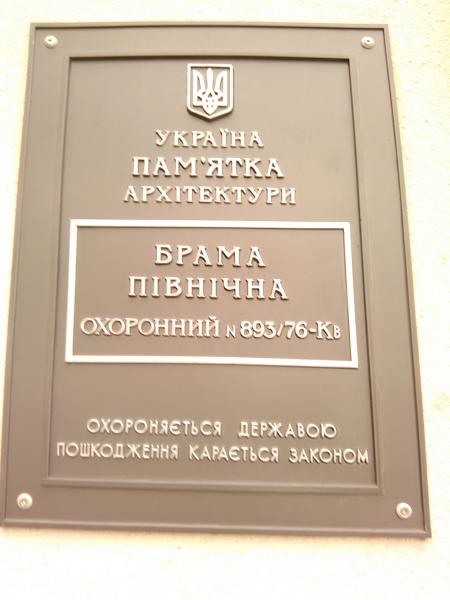 УКРАЇНА
ПАМ'ЯТКА
АРХІТЕКТУРИ
БРАМА
ПІВНІЧНА
ОХОРОННИЙ N 893/76-Кв
ОХОРОНЯЄТЬСЯ ДЕРЖАВОЮ
ПОШКОДЖЕННЯ КАРАЄТЬСЯ ЗАКОНОМ